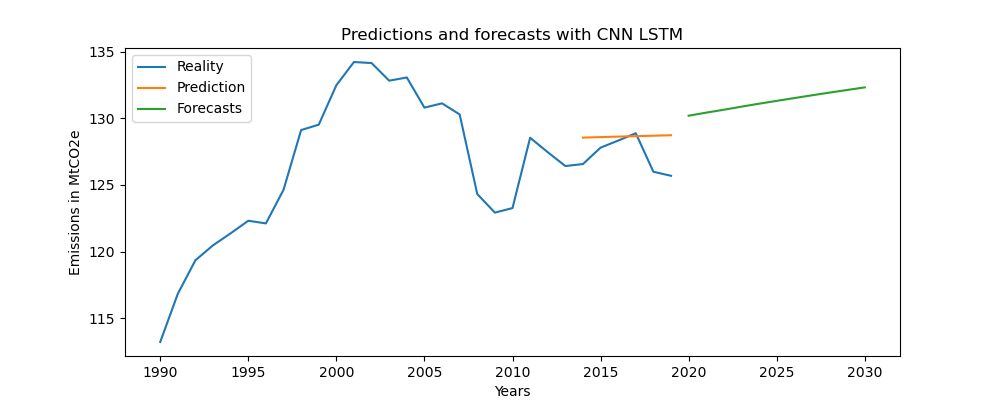 Predictions and forecasts with CNN LSTM
Reality
Prediction
Forecasts
135
130
125
120
115
Emissions in MtCO2e
1990 1995 2000 2005 2010 2015 2020 2025 2030
Years